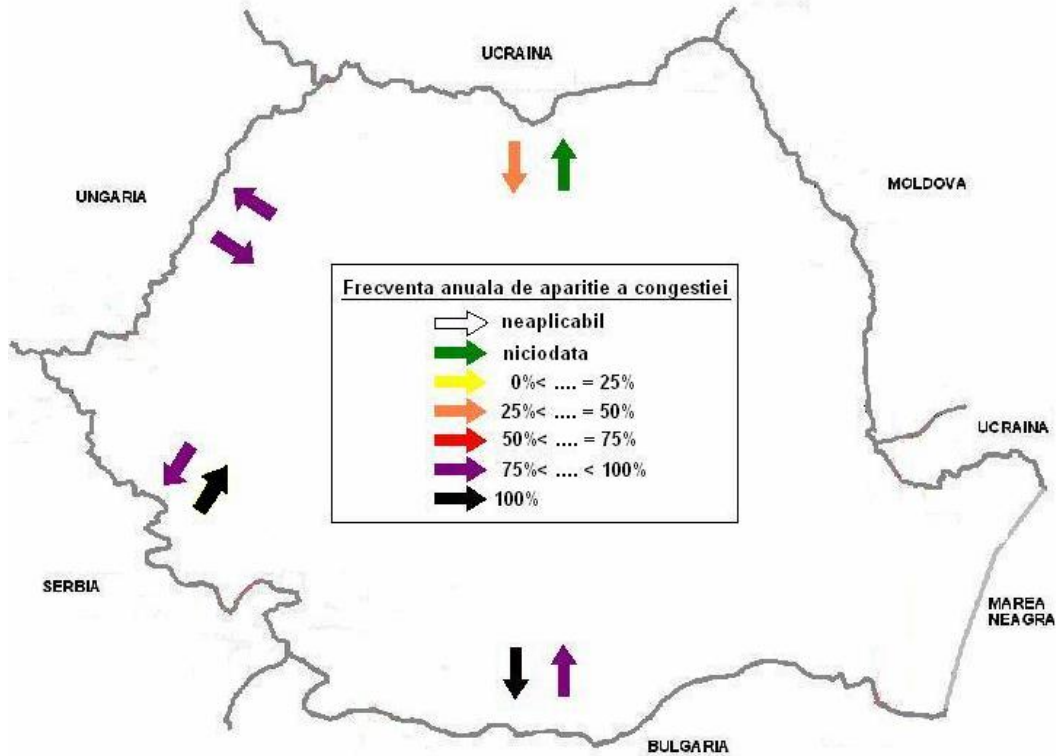 UCRAINA
UNGARIA
MOLDOVA
Frecventa anuala de aparitie a congestiei
neaplicabil
niciodata
0%< .... = 25%
25%< .... = 50%
50%< .... = 75%
75%< .... < 100%
100%
UCRAINA
SERBIA
MAREA
NEAGRA
BULGARIA